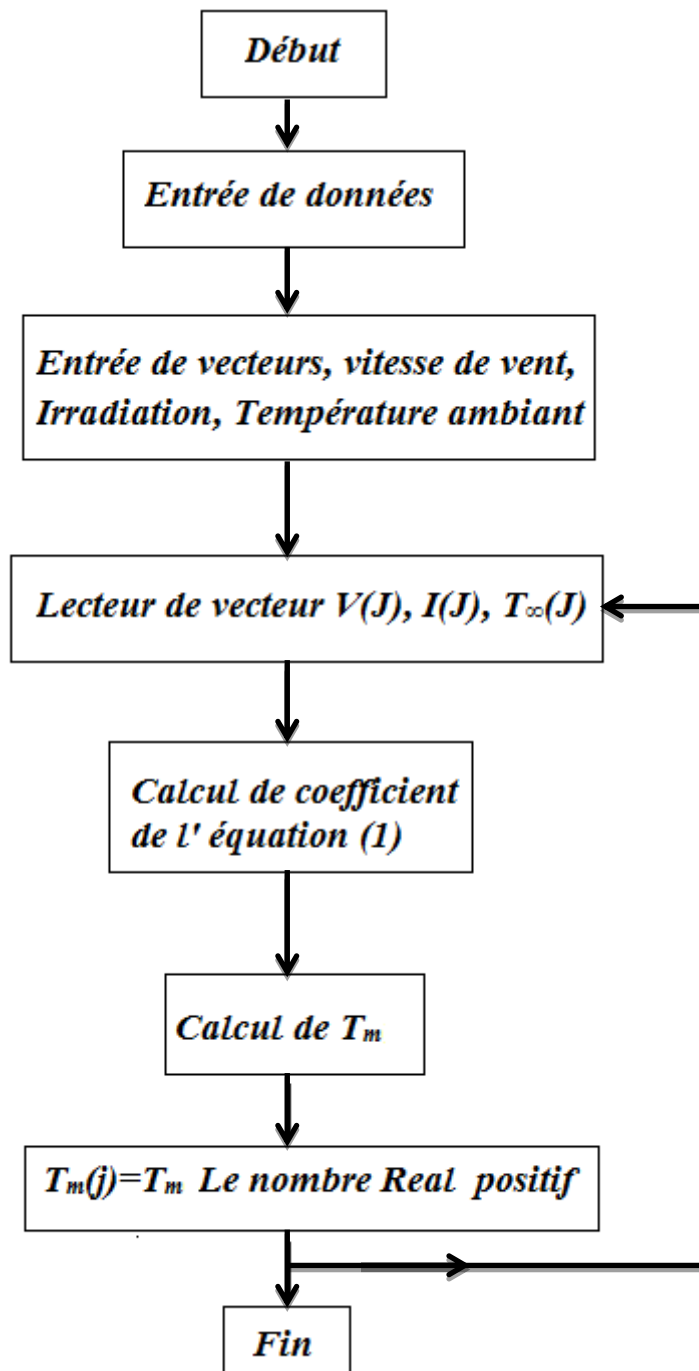 Début
Entrée de données
Entrée de vecteurs, vitesse de vent,
Irradiation, Température ambiant
Lecteur de vecteur V(J), I(J), T∞(J)
Calcul de coefficient
de l' équation (1)
Calcul de Tm
Tm(j)=Tm Le nombre Real positif
Fin